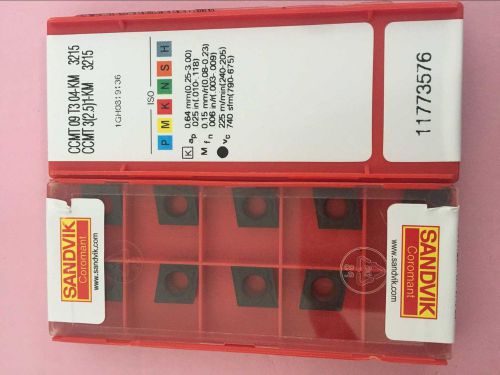 CCMT 09 T3 04-KM 3215
CCMT 3(2.5)1-KM 3215
1GH0819136
ISO
P M K N S H
K
ap 0.64 mm(0.25-3.00)
.025 in(.010-.118)
M fn 0.15 mm/r(0.08-0.23)
.006 in/r(.003-.009)
vc 225 m/min(240-205)
740 sfm(790-675)
11773576
SANDVIK
Coromant
www.sandvik.com
SANDVIK
Coromant
www.sandvik.com